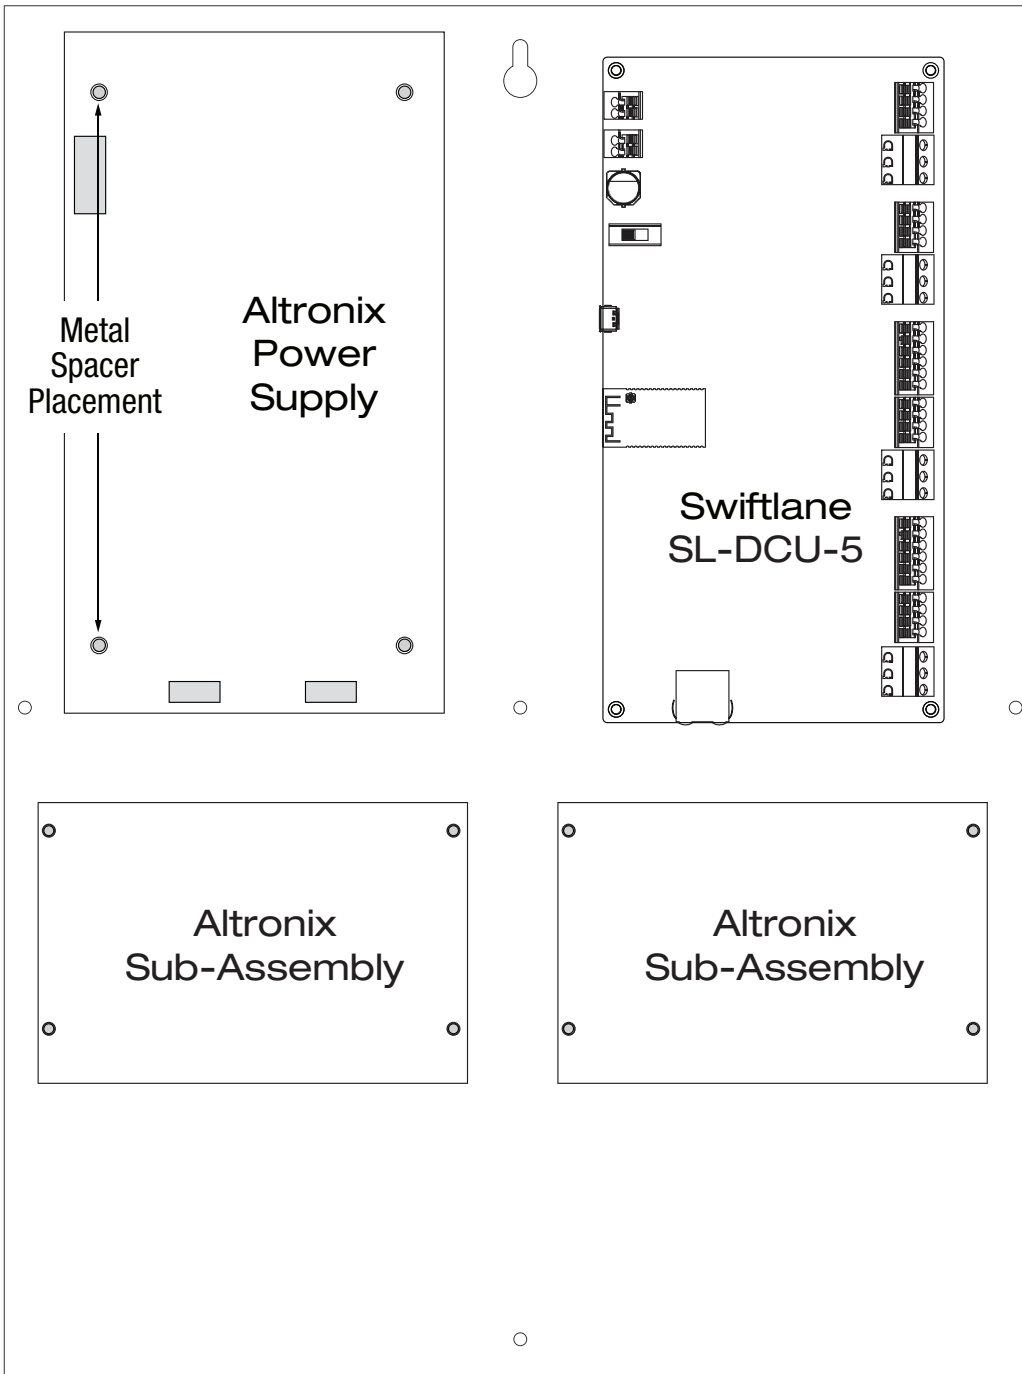 Metal
Spacer
Placement
Altronix
Power
Supply
Swiftlane
SL-DCU-5
Altronix
Sub-Assembly
Altronix
Sub-Assembly